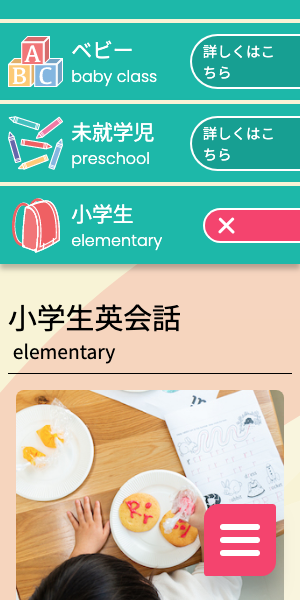 A
B C
ベビー
baby class
詳しくはこ
ちら
未就学児
preschool
詳しくはこ
ちら
小学生
elementary
小学生英会話
elementary